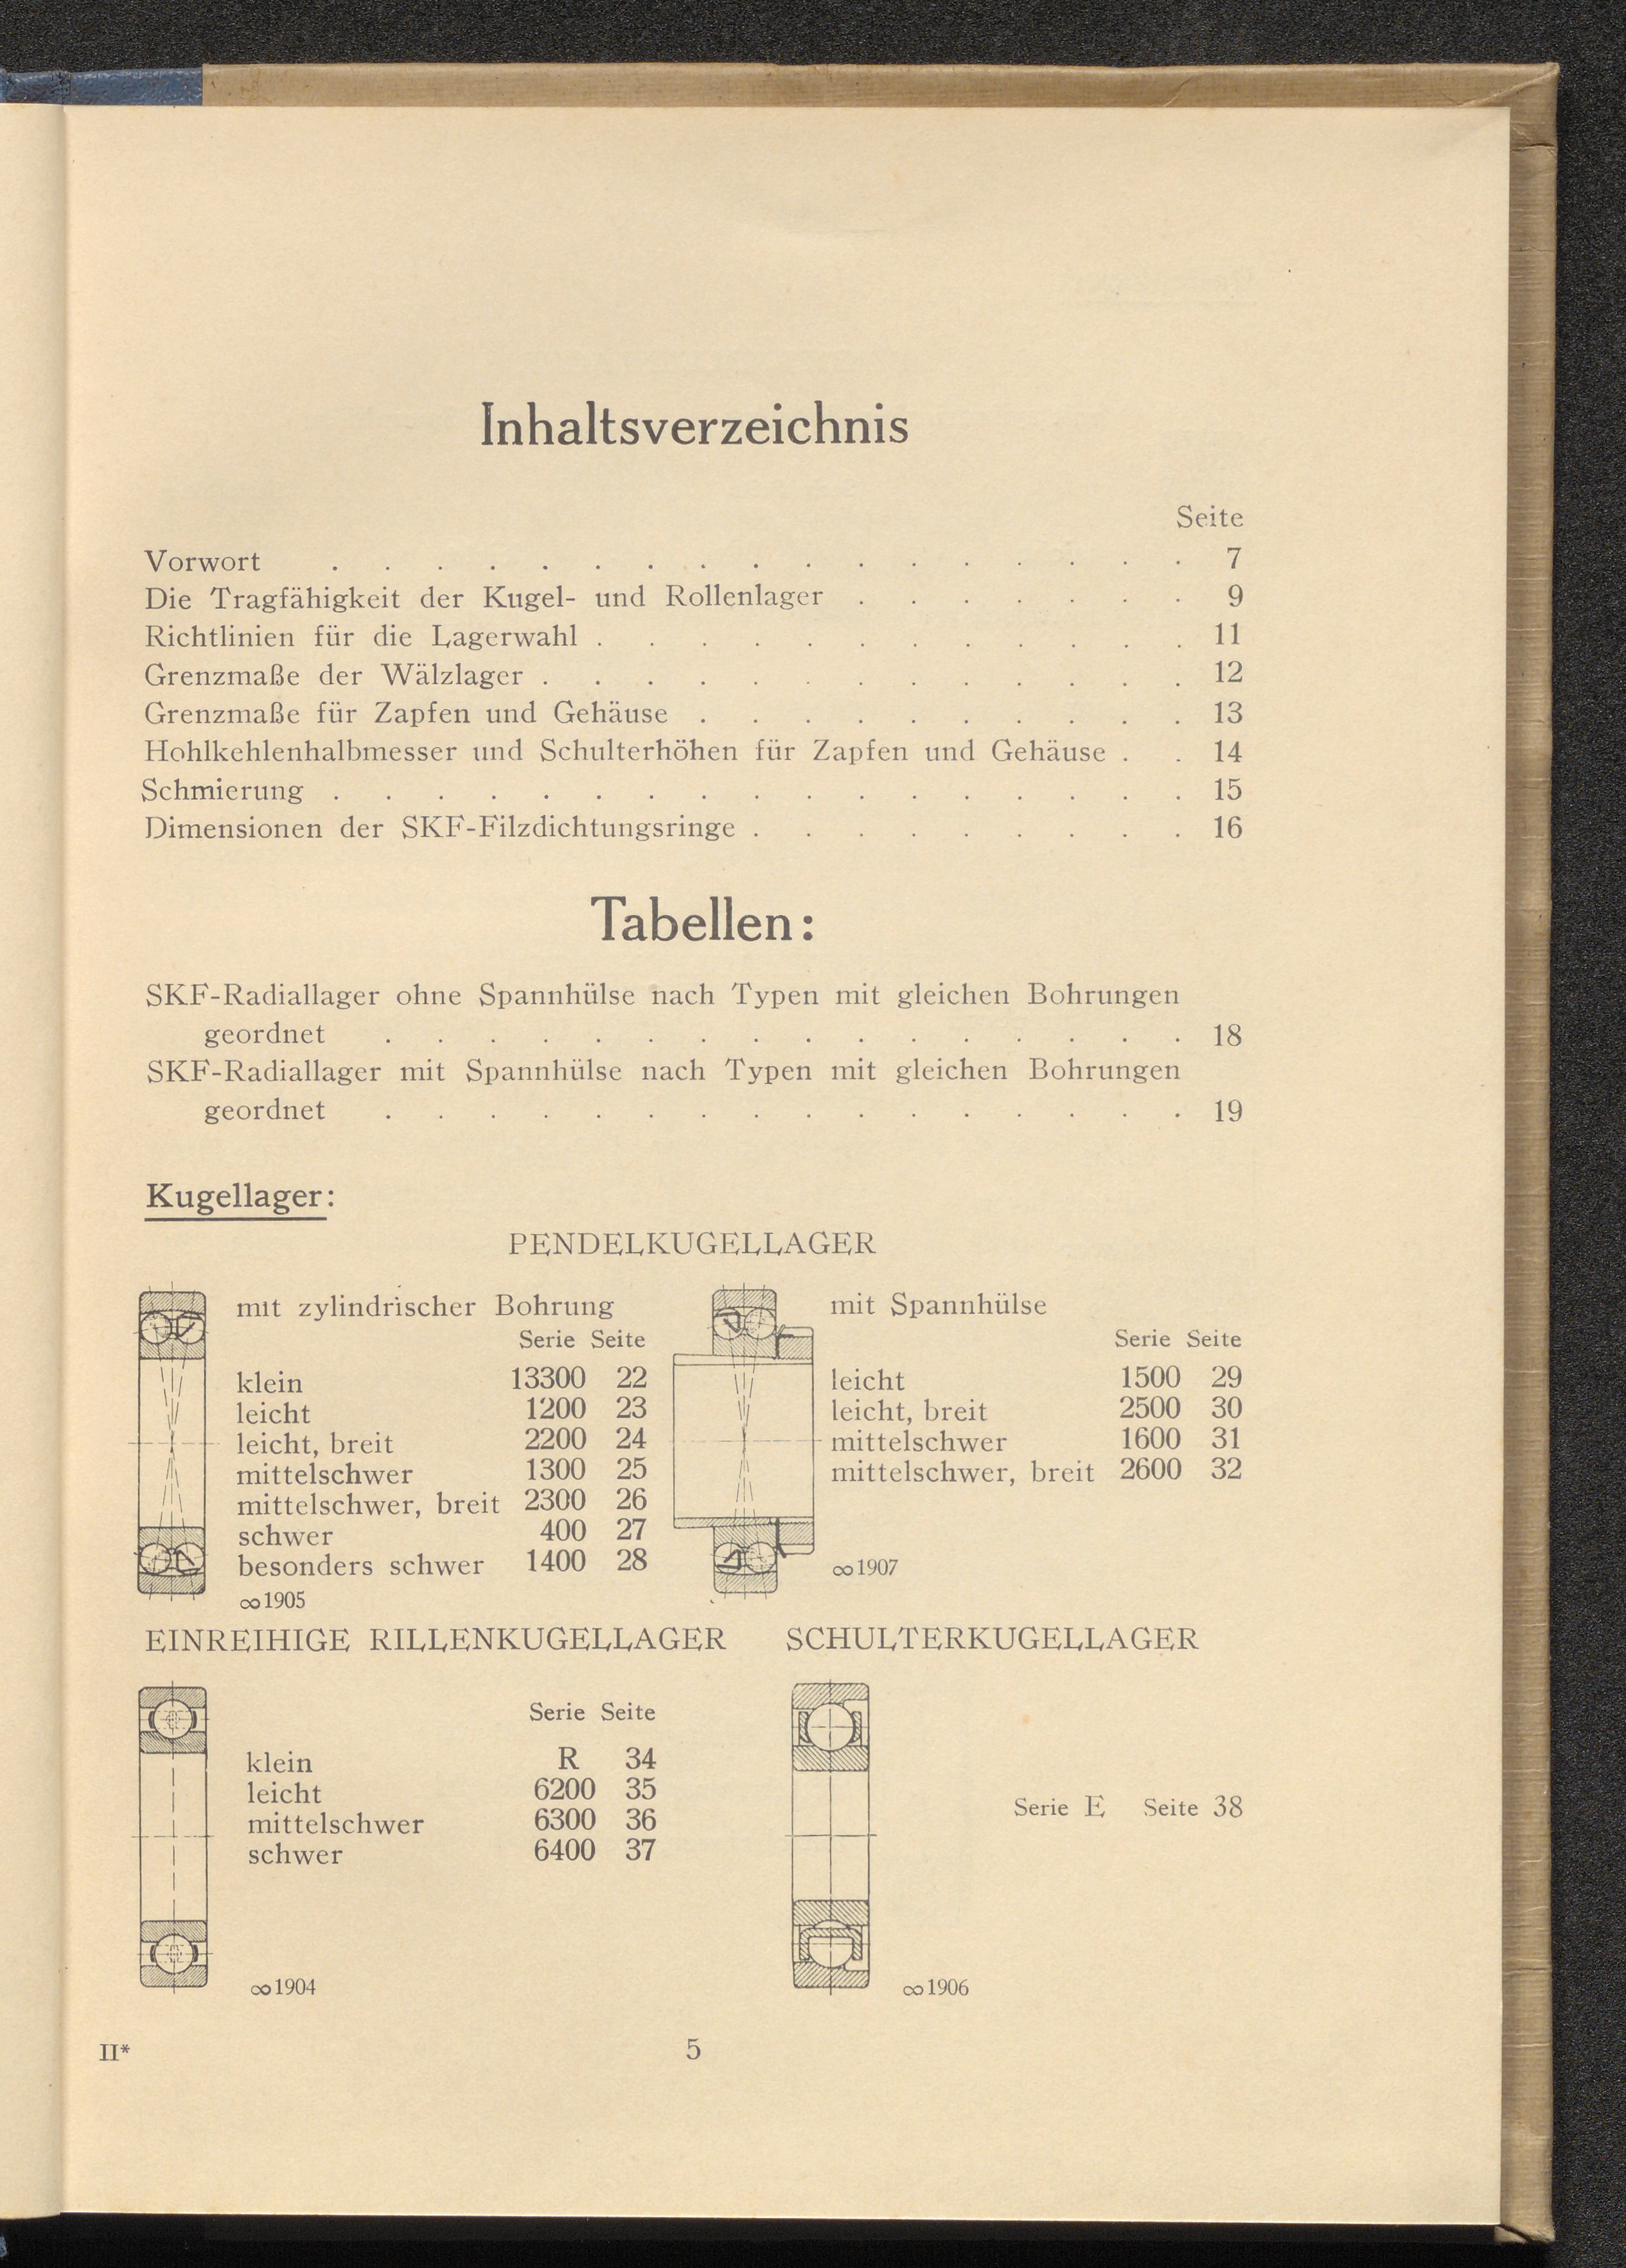 Inhaltsverzeichnis
Seite
Vorwort . . . . . . . . . . . . . . . . . 7
Die Tragfähigkeit der Kugel- und Rollenlager . . . . . . . 9
Richtlinien für die Lagerwahl . . . . . . . . . . . . 11
Grenzmaße der Wälzlager . . . . . . . . . . . . . 12
Grenzmaße für Zapfen und Gehäuse . . . . . . . . . . 13
Hohlkehlenhalbmesser und Schulterhöhen für Zapfen und Gehäuse . . 14
Schmierung . . . . . . . . . . . . . . . . . 15
Dimensionen der SKF-Filzdichtungsringe . . . . . . . . . 16
Tabellen:
SKF-Radiallager ohne Spannhülse nach Typen mit gleichen Bohrungen
geordnet . . . . . . . . . . . . . . . . 18
SKF-Radiallager mit Spannhülse nach Typen mit gleichen Bohrungen
geordnet . . . . . . . . . . . . . . . . 19
Kugellager:
PENDELKUGELLAGER
mit zylindrischer Bohrung
Serie Seite
klein 13300 22
leicht 1200 23
leicht, breit 2200 24
mittelschwer 1300 25
mittelschwer, breit 2300 26
schwer 400 27
besonders schwer 1400 28
∞1905
mit Spannhülse
Serie Seite
leicht 1500 29
leicht, breit 2500 30
mittelschwer 1600 31
mittelschwer, breit 2600 32
∞1907
EINREIHIGE RILLENKUGELLAGER
Serie Seite
klein R 34
leicht 6200 35
mittelschwer 6300 36
schwer 6400 37
∞1904
SCHULTERKUGELLAGER
Serie E Seite 38
∞1906
II*
5